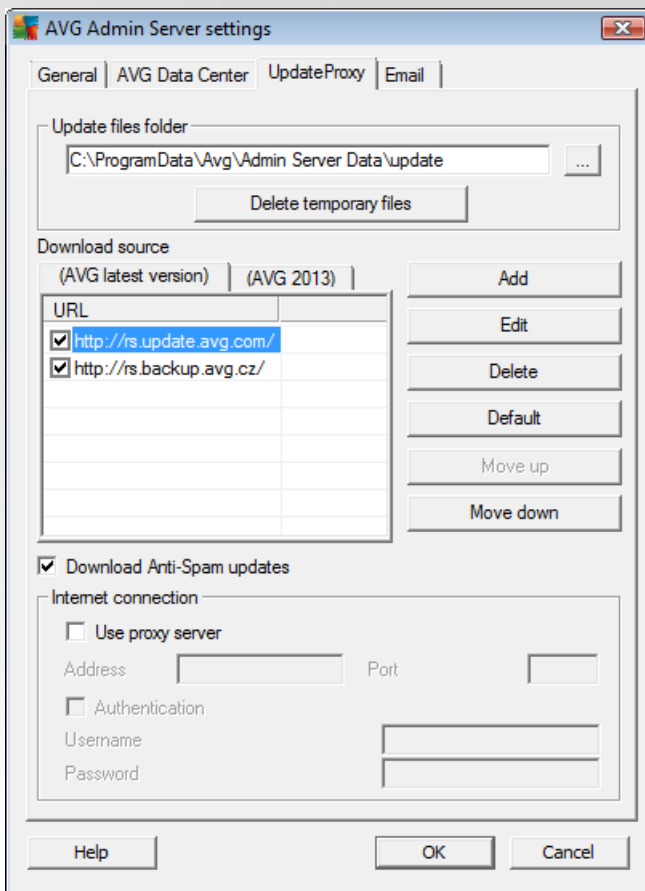 AVG Admin Server settings
General AVG Data Center UpdateProxy Email
Update files folder
C:\ProgramData\Avg\Admin Server Data\update ...
Delete temporary files
Download source
(AVG latest version) (AVG 2013)
URL
http://rs.update.avg.com/
http://rs.backup.avg.cz/
Add
Edit
Delete
Default
Move up
Move down
Download Anti-Spam updates
Internet connection
Use proxy server
Address Port
Authentication
Username
Password
Help OK Cancel